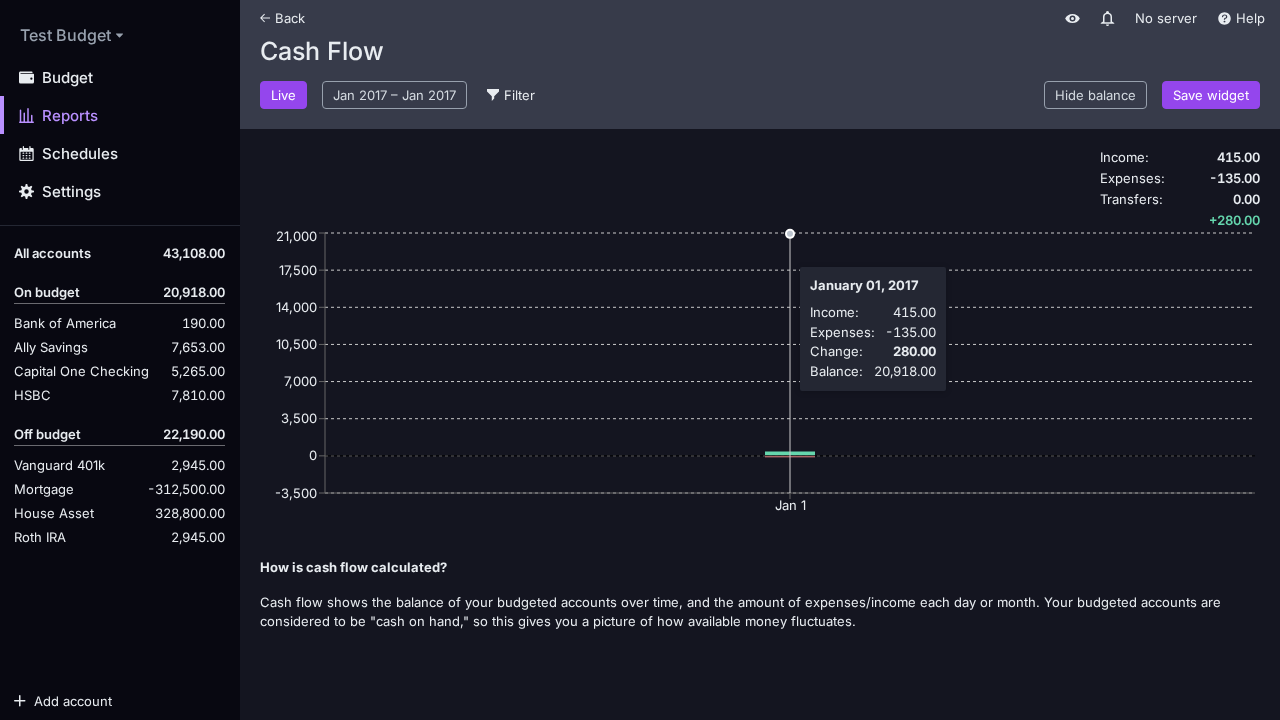 Test Budget
Budget
Reports
Schedules
Settings
All accounts 43,108.00
On budget 20,918.00
Bank of America 190.00
Ally Savings 7,653.00
Capital One Checking 5,265.00
HSBC 7,810.00
Off budget 22,190.00
Vanguard 401k 2,945.00
Mortgage -312,500.00
House Asset 328,800.00
Roth IRA 2,945.00
Add account
Back
No server
Help
Cash Flow
Live
Jan 2017 – Jan 2017
Filter
Hide balance
Save widget
Income: 415.00
Expenses: -135.00
Transfers: 0.00
+280.00
21,000
17,500
14,000
10,500
7,000
3,500
0
-3,500
Jan 1
January 01, 2017
Income: 415.00
Expenses: -135.00
Change: 280.00
Balance: 20,918.00
How is cash flow calculated?
Cash flow shows the balance of your budgeted accounts over time, and the amount of expenses/income each day or month. Your budgeted accounts are
considered to be "cash on hand," so this gives you a picture of how available money fluctuates.